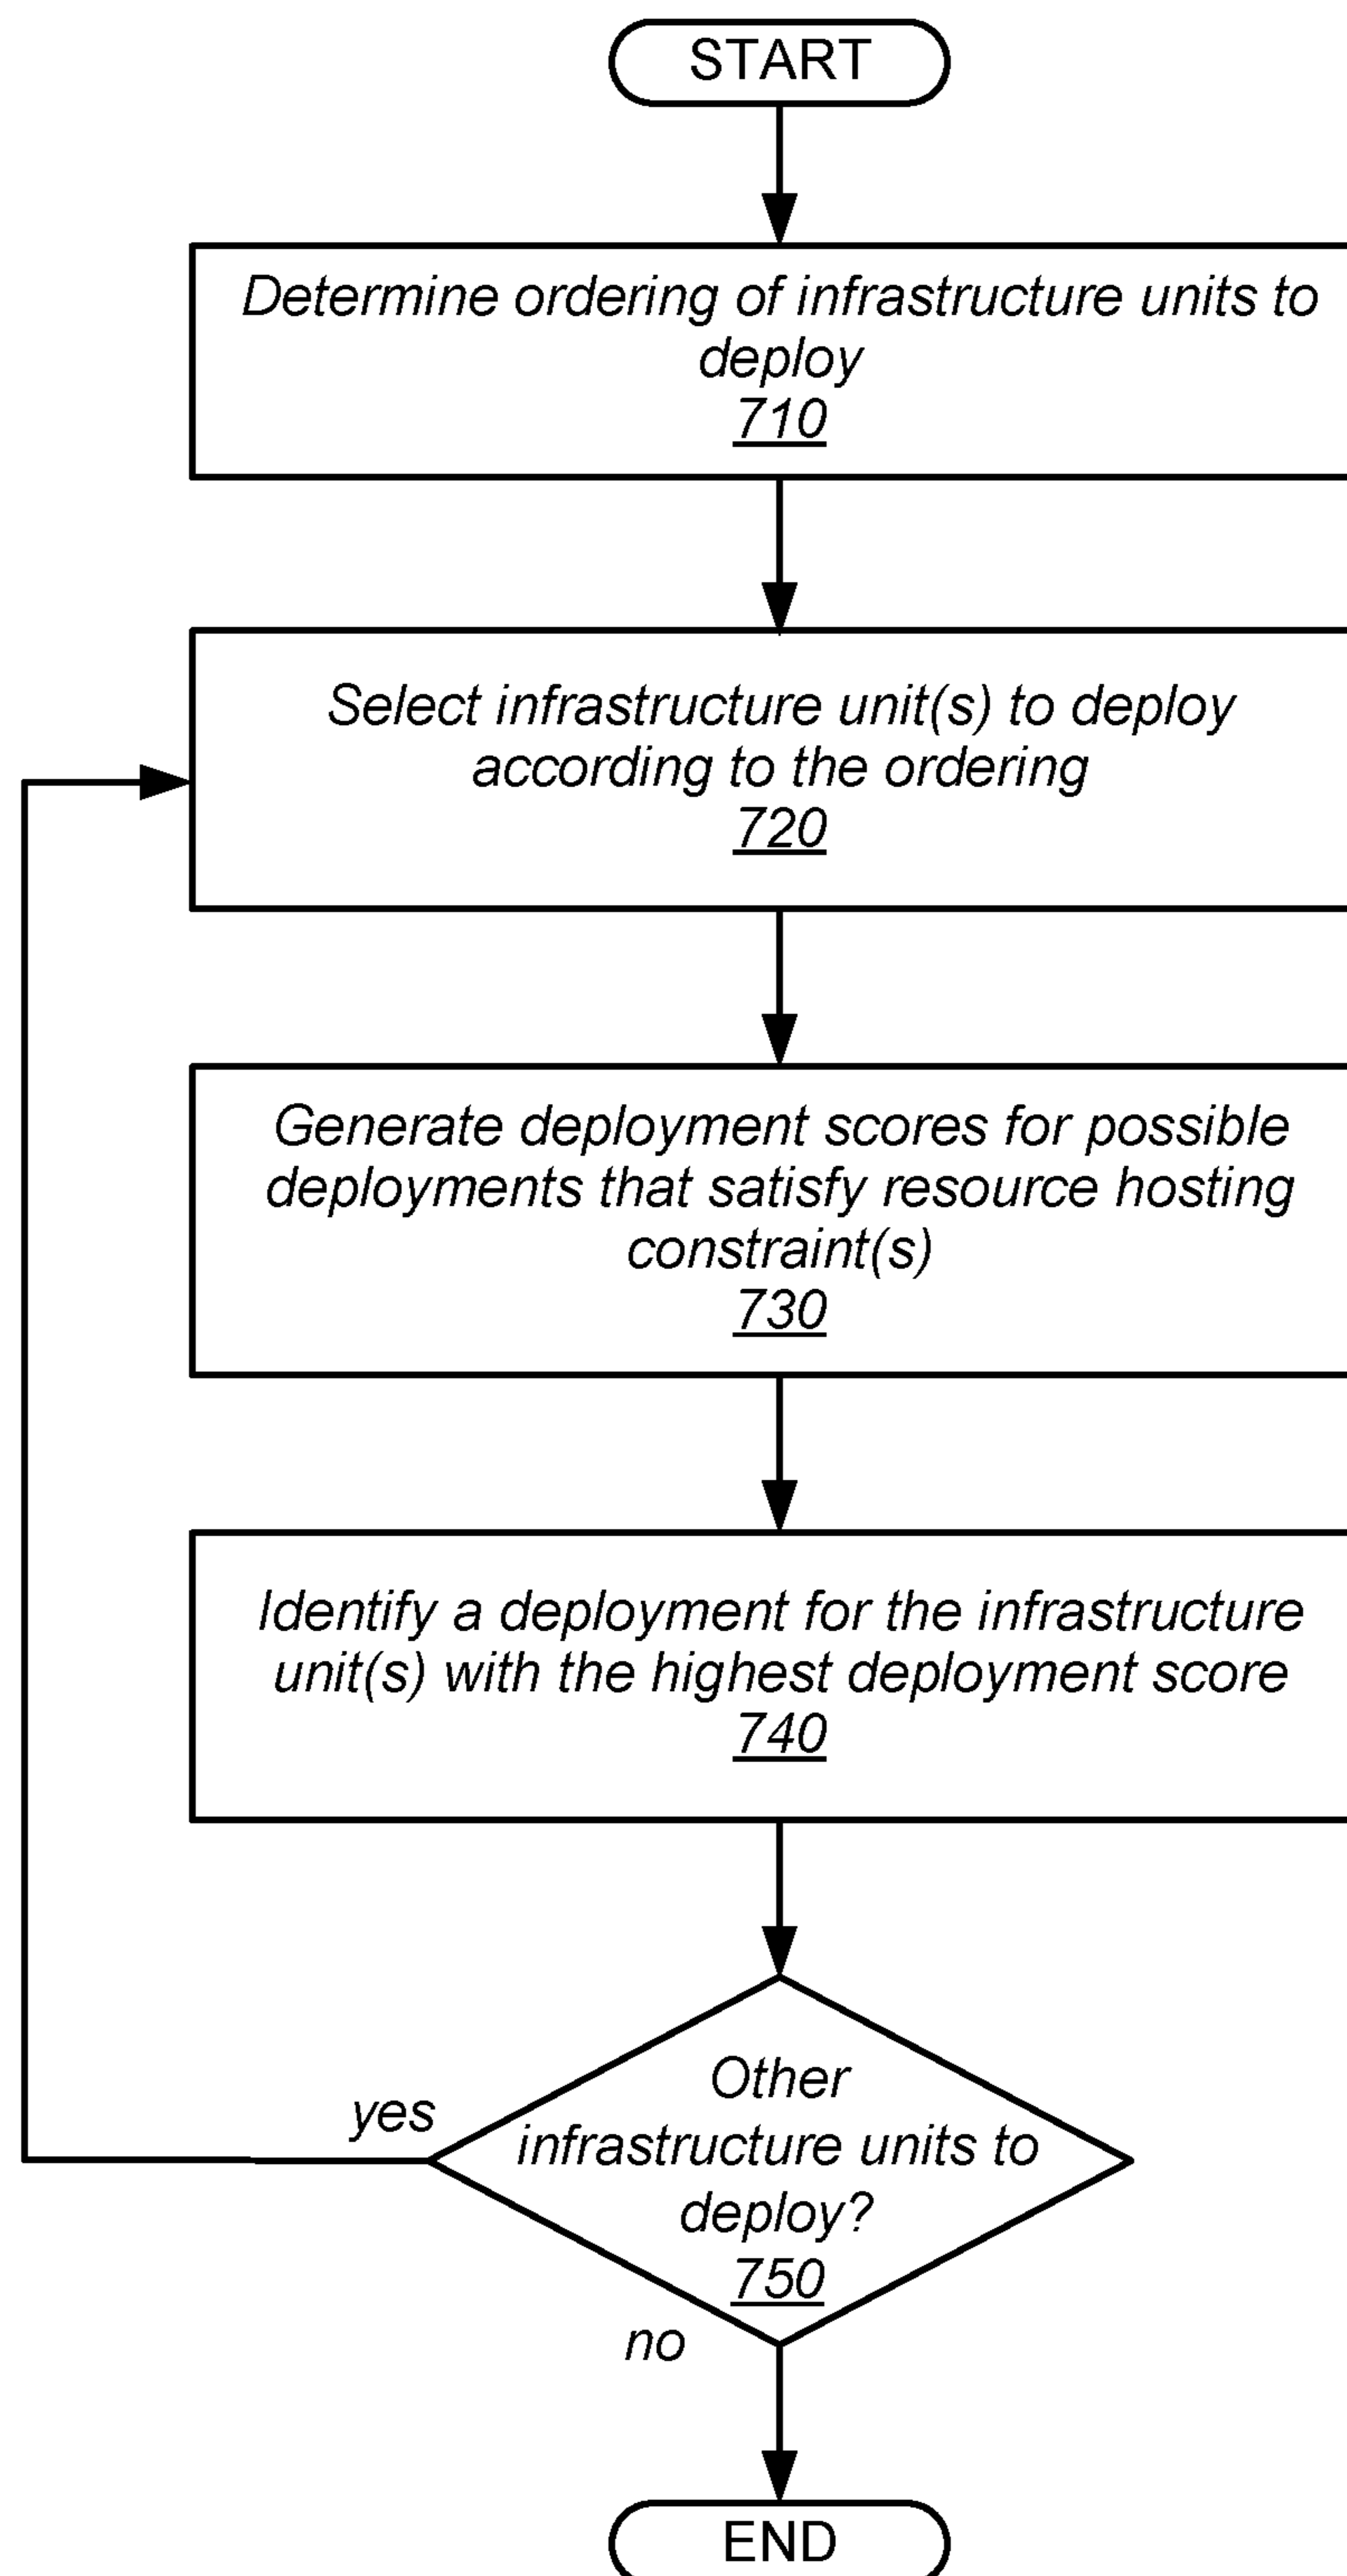 START
Determine ordering of infrastructure units to
deploy
710
Select infrastructure unit(s) to deploy
according to the ordering
720
Generate deployment scores for possible
deployments that satisfy resource hosting
constraint(s)
730
Identify a deployment for the infrastructure
unit(s) with the highest deployment score
740
Other
infrastructure units to
deploy?
750
yes
no
END